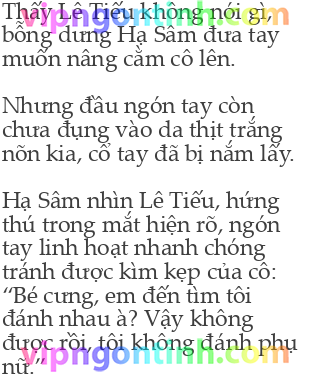 Thấy Lê Tiếu không nói gì,
bỗng dưng Hạ Sâm đưa tay
muốn nâng cằm cô lên.
Nhưng đầu ngón tay còn
chưa đụng vào da thịt trắng
nõn kia, cổ tay đã bị nắm lấy.
Hạ Sâm nhìn Lê Tiếu, hứng
thú trong mắt hiện rõ, ngón
tay linh hoạt nhanh chóng
tránh được kìm kẹp của cô:
“Bé cưng, em đến tìm tôi
đánh nhau à? Vậy không
được rồi, tôi không đánh phụ
nữ.”
vipngontinh.com
vipngontinh.com